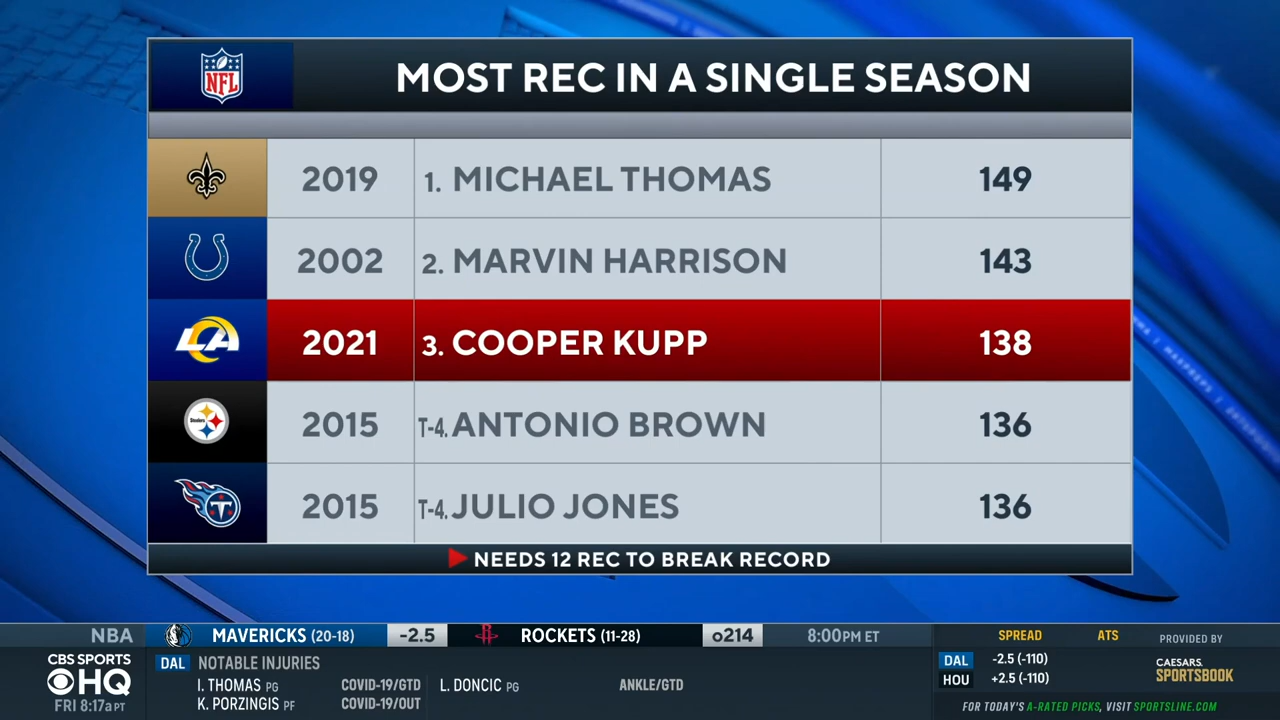 NFL
MOST REC IN A SINGLE SEASON
2019 1. MICHAEL THOMAS 149
2002 2. MARVIN HARRISON 143
LA 2021 3. COOPER KUPP 138
Steelers 2015 T-4. ANTONIO BROWN 136
T 2015 T-4. JULIO JONES 136
NEEDS 12 REC TO BREAK RECORD
NBA MAVERICKS (20-18) -2.5 ROCKETS (11-28) o214 8:00PM ET
SPREAD ATS PROVIDED BY
CBS SPORTS HQ
FRI 8:17a PT
DAL NOTABLE INJURIES
I. THOMAS PG COVID-19/GTD L. DONCIC PG ANKLE/GTD
K. PORZINGIS PF COVID-19/OUT
DAL -2.5 (-110)
HOU +2.5 (-110)
CAESARS
SPORTSBOOK
FOR TODAY'S A-RATED PICKS, VISIT SPORTSLINE.COM